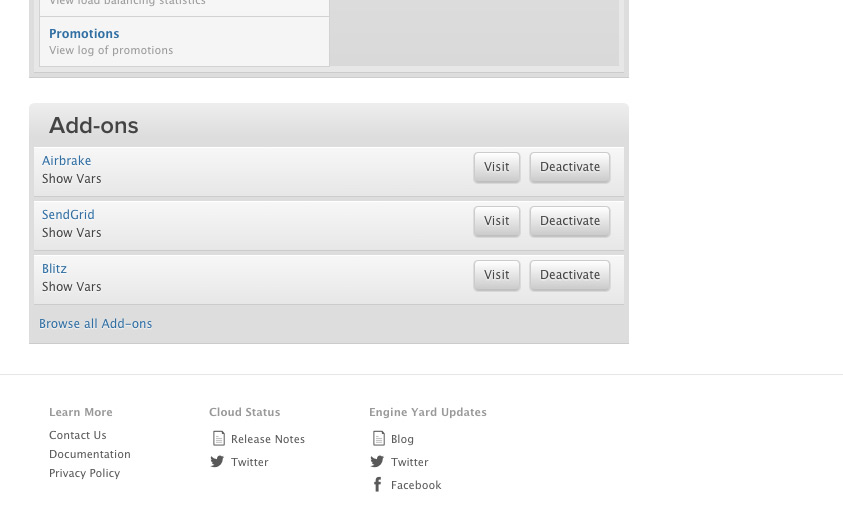 View load balancing statistics
Promotions
View log of promotions
Add-ons
Airbrake
Show Vars
Visit
Deactivate
SendGrid
Show Vars
Visit
Deactivate
Blitz
Show Vars
Visit
Deactivate
Browse all Add-ons
Learn More
Contact Us
Documentation
Privacy Policy
Cloud Status
Release Notes
Twitter
Engine Yard Updates
Blog
Twitter
Facebook